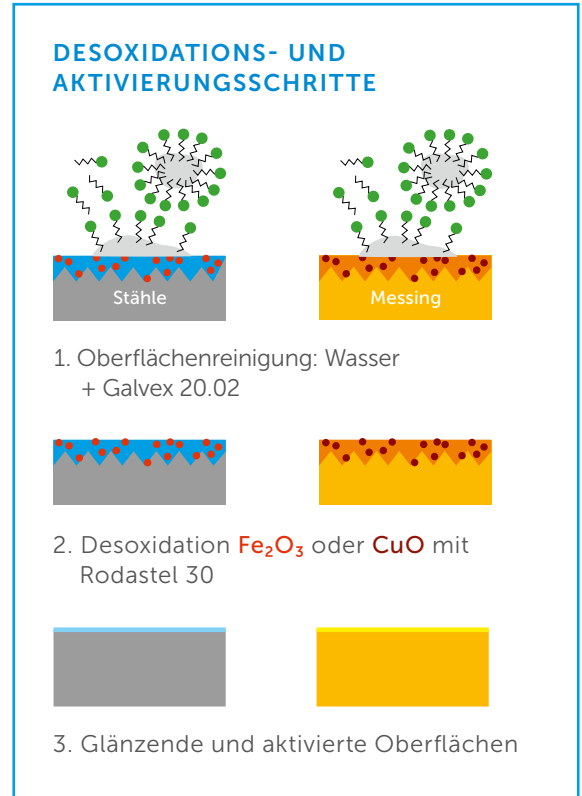 DESOXIDATIONS- UND
AKTIVIERUNGSSCHRITTE
Stähle
Messing
1. Oberflächenreinigung: Wasser
+ Galvex 20.02
2. Desoxidation Fe₂O₃ oder CuO mit
Rodastel 30
3. Glänzende und aktivierte Oberflächen